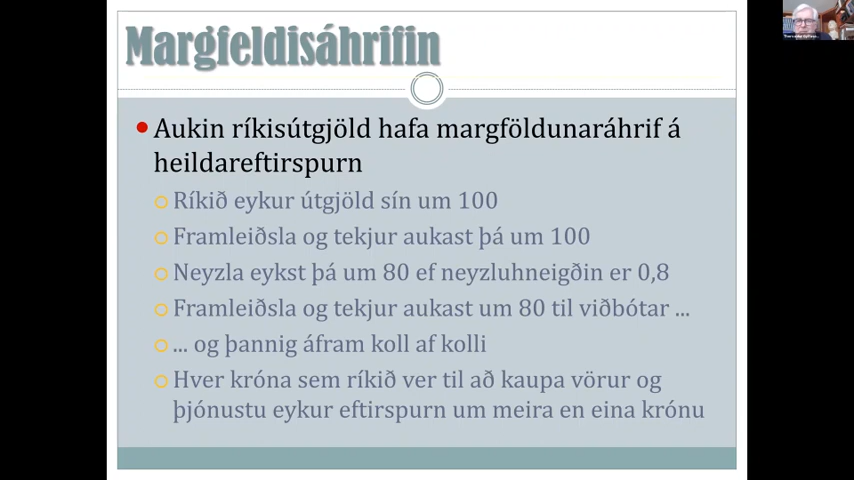 Margfeldisáhrifin
Aukin ríkisútgjöld hafa margföldunaráhrif á
heildareftirspurn
Ríkið eykur útgjöld sín um 100
Framleiðsla og tekjur aukast þá um 100
Neyzla eykst þá um 80 ef neyzluhneigðin er 0,8
Framleiðsla og tekjur aukast um 80 til viðbótar ...
... og þannig áfram koll af kolli
Hver króna sem ríkið ver til að kaupa vörur og
þjónustu eykur eftirspurn um meira en eina krónu